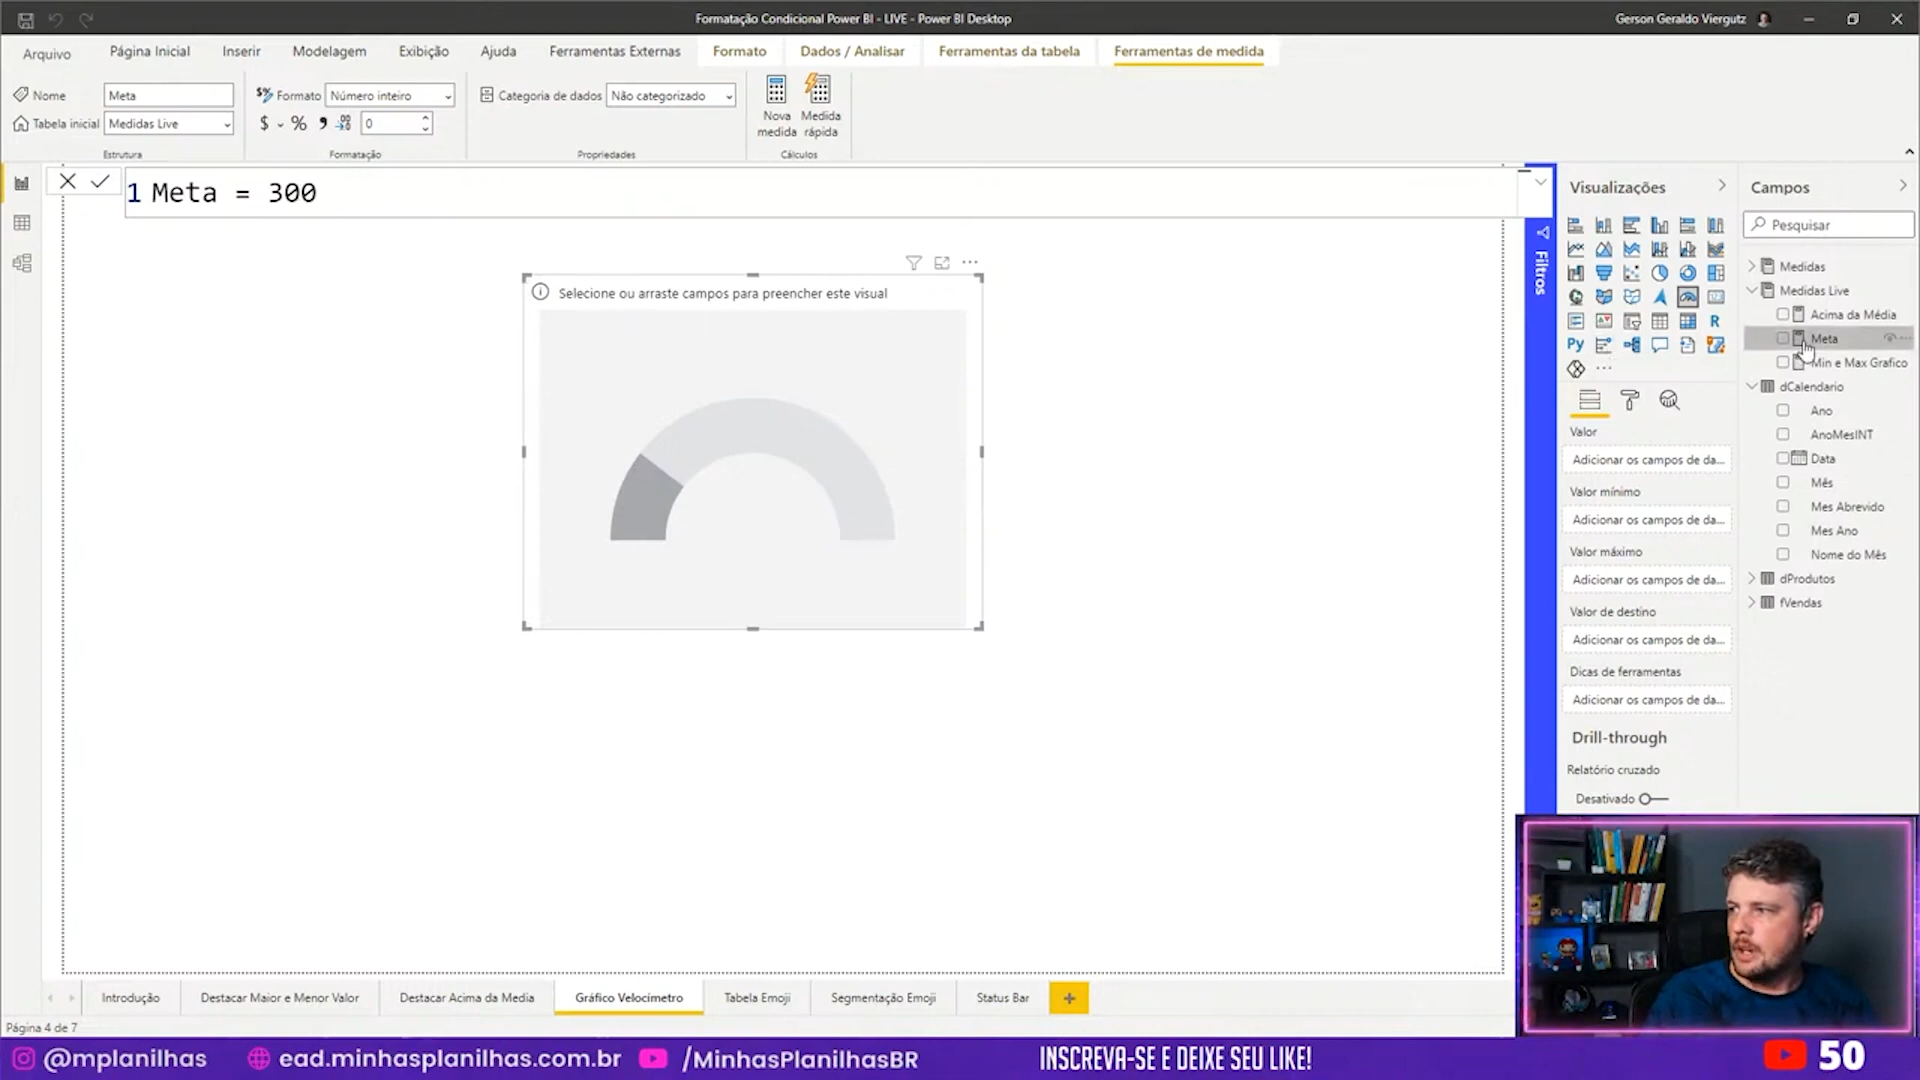 Formatação Condicional Power BI - LIVE - Power BI Desktop
Gerson Geraldo Viergutz
Arquivo
Página Inicial
Inserir
Modelagem
Exibição
Ajuda
Ferramentas Externas
Formato
Dados / Analisar
Ferramentas da tabela
Ferramentas de medida
Nome
Meta
Formato
Número inteiro
Categoria de dados
Não categorizado
Tabela inicial
Medidas Live
$
%
0
Nova medida
Medida rápida
Estrutura
Formatação
Propriedades
Cálculos
1 Meta = 300
Selecione ou arraste campos para preencher este visual
Filtros
Visualizações
R
Py
Valor
Adicionar os campos de da...
Valor mínimo
Adicionar os campos de da...
Valor máximo
Adicionar os campos de da...
Valor de destino
Adicionar os campos de da...
Dicas de ferramentas
Adicionar os campos de da...
Drill-through
Relatório cruzado
Desativado
Campos
Pesquisar
Medidas
Medidas Live
Acima da Média
Meta
Min e Max Grafico
dCalendario
Ano
AnoMesINT
Data
Mês
Mes Abrevido
Mes Ano
Nome do Mês
dProdutos
fVendas
Introdução
Destacar Maior e Menor Valor
Destacar Acima da Media
Gráfico Velocímetro
Tabela Emoji
Segmentação Emoji
Status Bar
+
Página 4 de 7
@mplanilhas
ead.minhasplanilhas.com.br
/MinhasPlanilhasBR
INSCREVA-SE E DEIXE SEU LIKE!
50